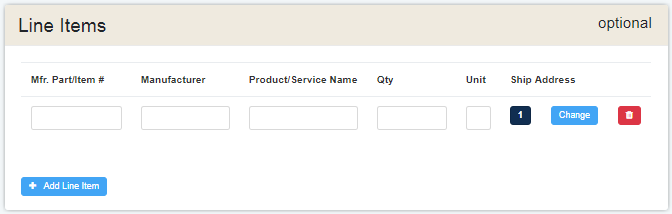 Line Items
optional
Mfr. Part/Item # Manufacturer Product/Service Name Qty Unit Ship Address
1 Change
Add Line Item